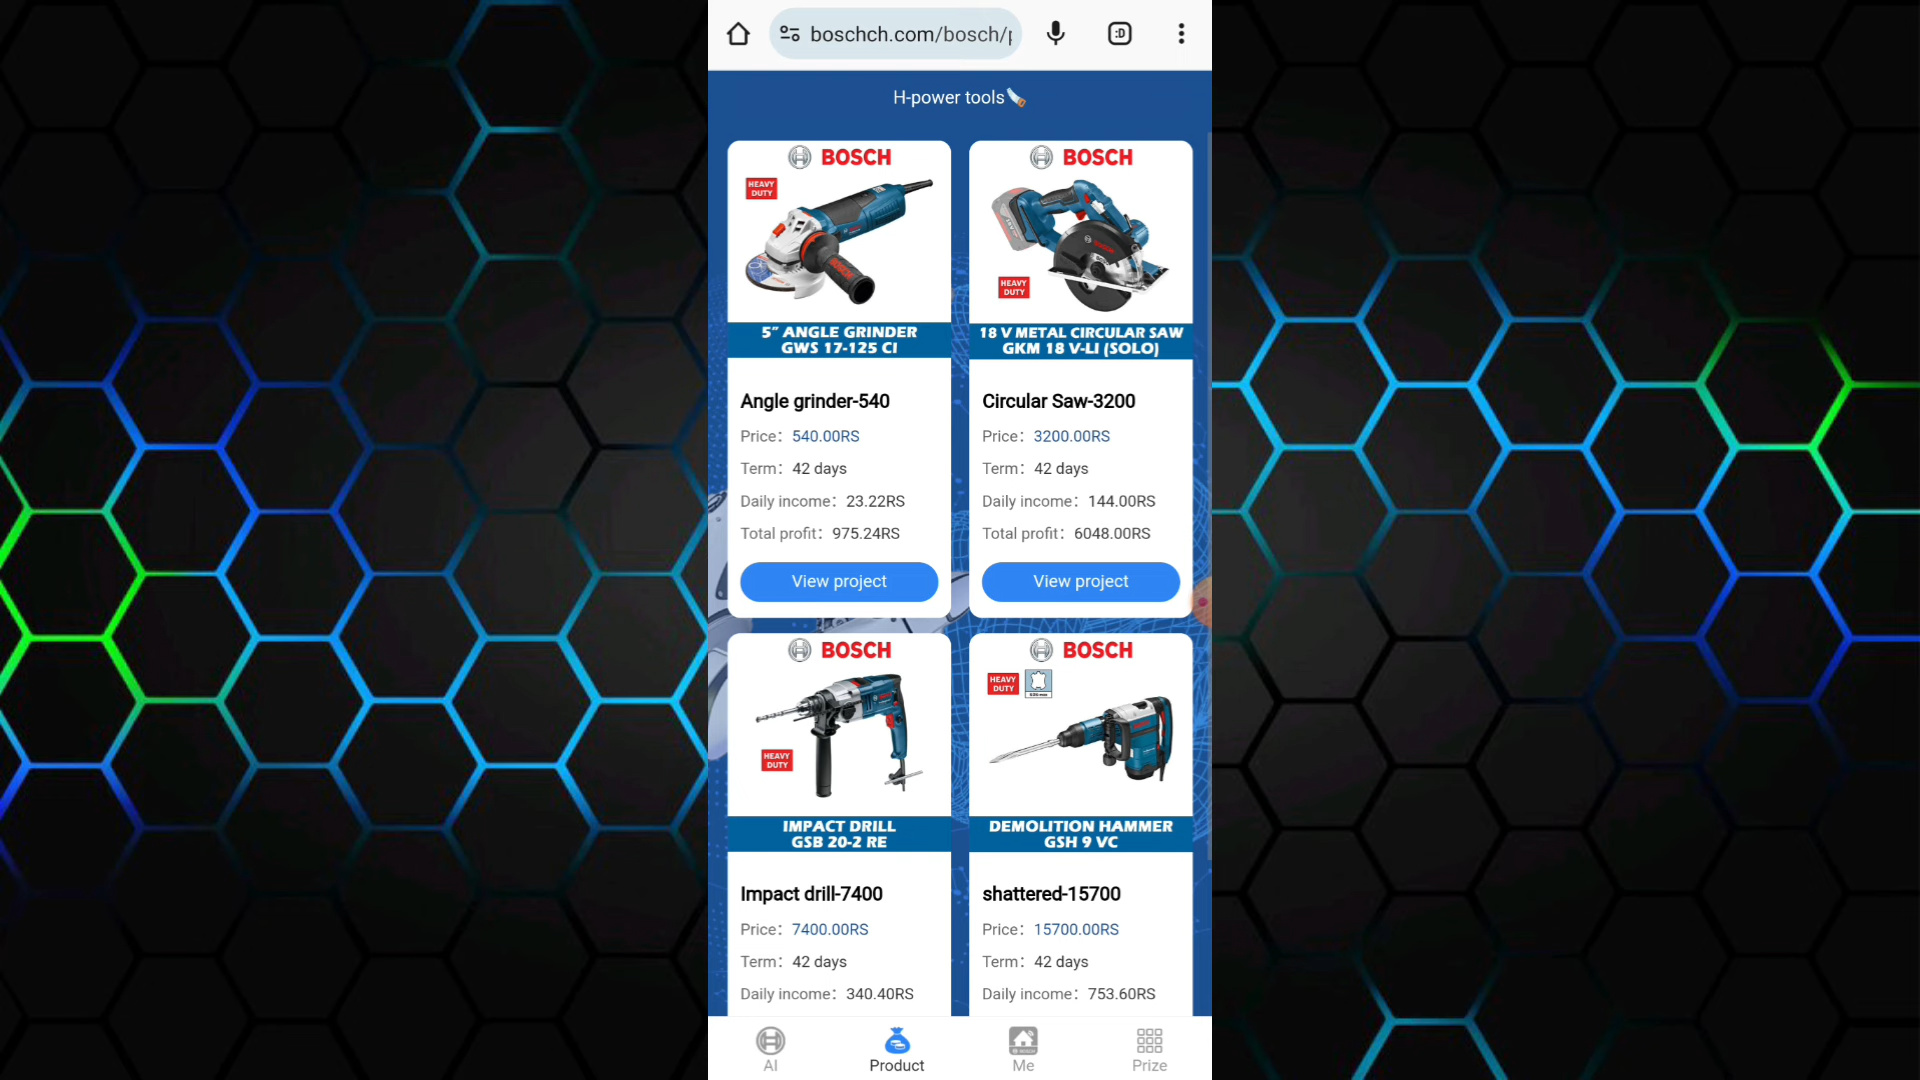 boschch.com/bosch/p
:D
H-power tools
BOSCH
HEAVY
DUTY
5" ANGLE GRINDER
GWS 17-125 CI
Angle grinder-540
Price: 540.00RS
Term: 42 days
Daily income: 23.22RS
Total profit: 975.24RS
View project
BOSCH
HEAVY
DUTY
18 V METAL CIRCULAR SAW
GKM 18 V-LI (SOLO)
Circular Saw-3200
Price: 3200.00RS
Term: 42 days
Daily income: 144.00RS
Total profit: 6048.00RS
View project
BOSCH
HEAVY
DUTY
IMPACT DRILL
GSB 20-2 RE
Impact drill-7400
Price: 7400.00RS
Term: 42 days
Daily income: 340.40RS
BOSCH
HEAVY
DUTY
DEMOLITION HAMMER
GSH 9 VC
shattered-15700
Price: 15700.00RS
Term: 42 days
Daily income: 753.60RS
AI
Product
Me
Prize